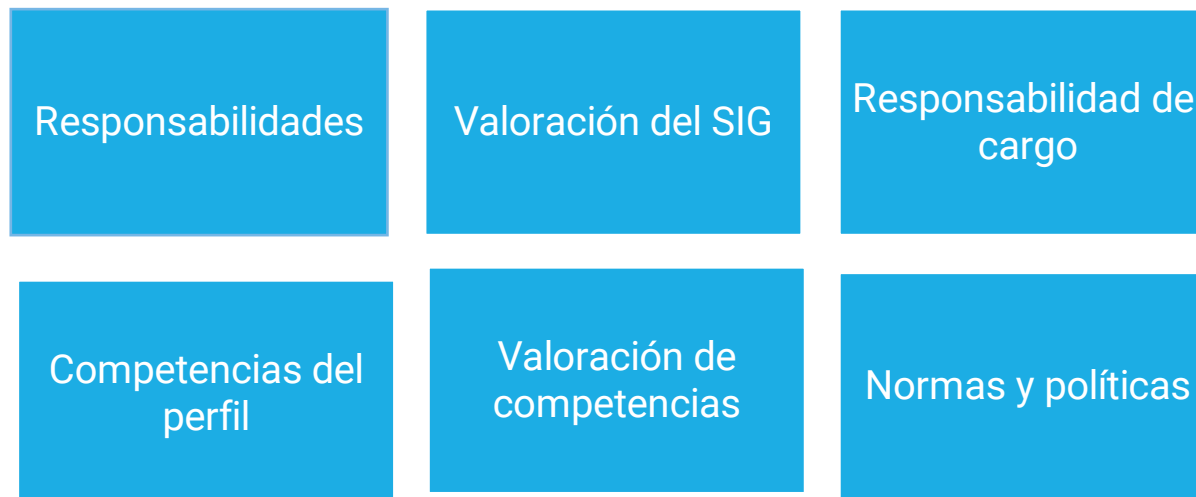 Responsabilidades
Valoración del SIG
Responsabilidad de
cargo
Competencias del
perfil
Valoración de
competencias
Normas y políticas